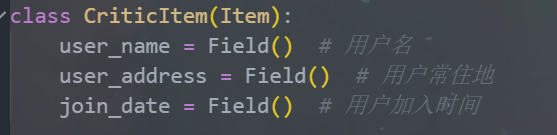 class CriticItem(Item):
    user_name = Field()  # 用户名
    user_address = Field()  # 用户常住地
    join_date = Field()  # 用户加入时间